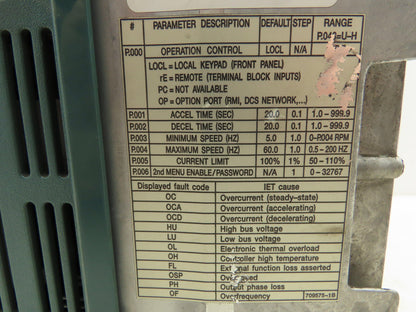 # PARAMETER DESCRIPTION DEFAULT STEP RANGE
P.042=U-H
P.000 OPERATION CONTROL LOCL N/A
LOCL = LOCAL KEYPAD (FRONT PANEL)
rE = REMOTE (TERMINAL BLOCK INPUTS)
PC = NOT AVAILABLE
OP = OPTION PORT (RMI, DCS NETWORK,...)
P.001 ACCEL TIME (SEC) 20.0 0.1 1.0 - 999.9
P.002 DECEL TIME (SEC) 20.0 0.1 1.0 - 999.9
P.003 MINIMUM SPEED (HZ) 5.0 1.0 0-P.004 RPM
P.004 MAXIMUM SPEED (HZ) 60.0 1.0 0.5 - 200 HZ
P.005 CURRENT LIMIT 100% 1% 50 - 110%
P.006 2nd MENU ENABLE/PASSWORD N/A 1 0 - 32767
Displayed fault code IET cause
OC Overcurrent (steady-state)
OCA Overcurrent (accelerating)
OCD Overcurrent (decelerating)
HU High bus voltage
LU Low bus voltage
OL Electronic thermal overload
OH Controller high temperature
FL External function loss asserted
OSP Overspeed
PH Output phase loss
OF Overfrequency 709575-1B